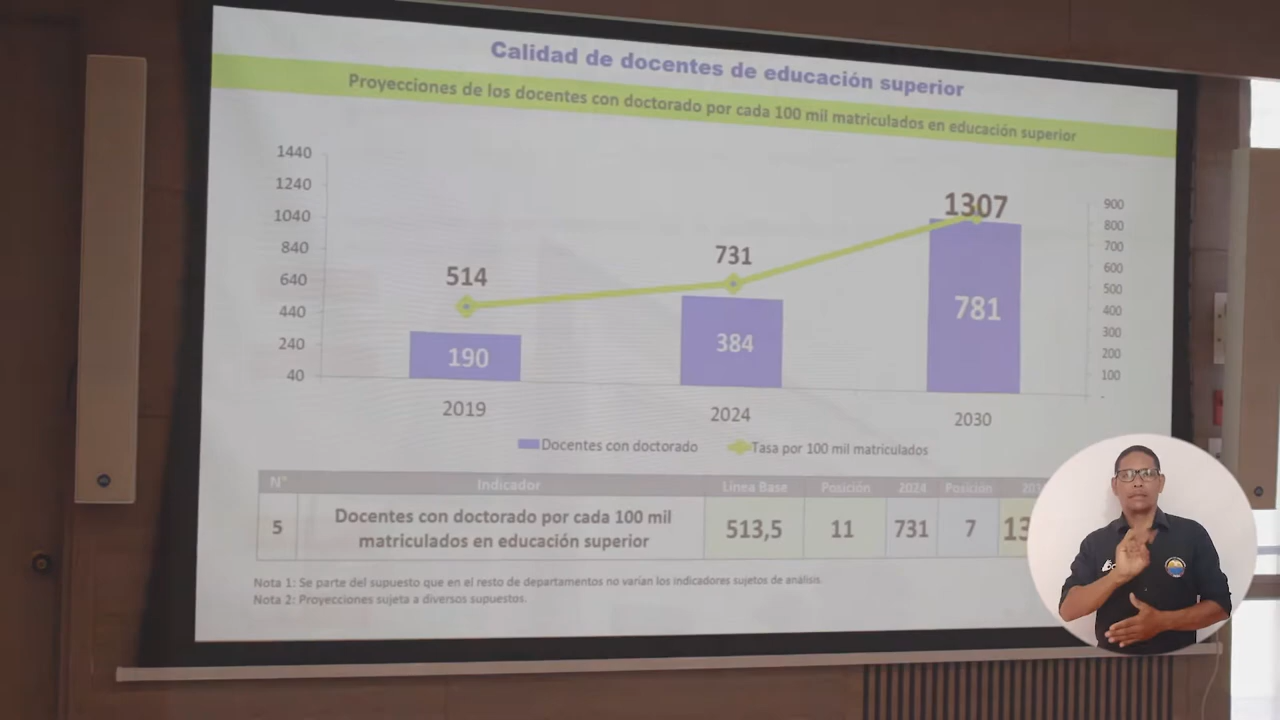 Calidad de docentes de educación superior
Proyecciones de los docentes con doctorado por cada 100 mil matriculados en educación superior
1440
1240
1040
840
640
440
240
40
514
731
1307
190
384
781
900
800
700
600
500
400
300
200
100
-
2019
2024
2030
Docentes con doctorado
Tasa por 100 mil matriculados
N° Indicador Línea Base Posición 2024 Posición
5 Docentes con doctorado por cada 100 mil
matriculados en educación superior
513,5 11 731 7
Nota 1: Se parte del supuesto que en el resto de departamentos no varían los indicadores sujetos de análisis.
Nota 2: Proyecciones sujeta a diversos supuestos.